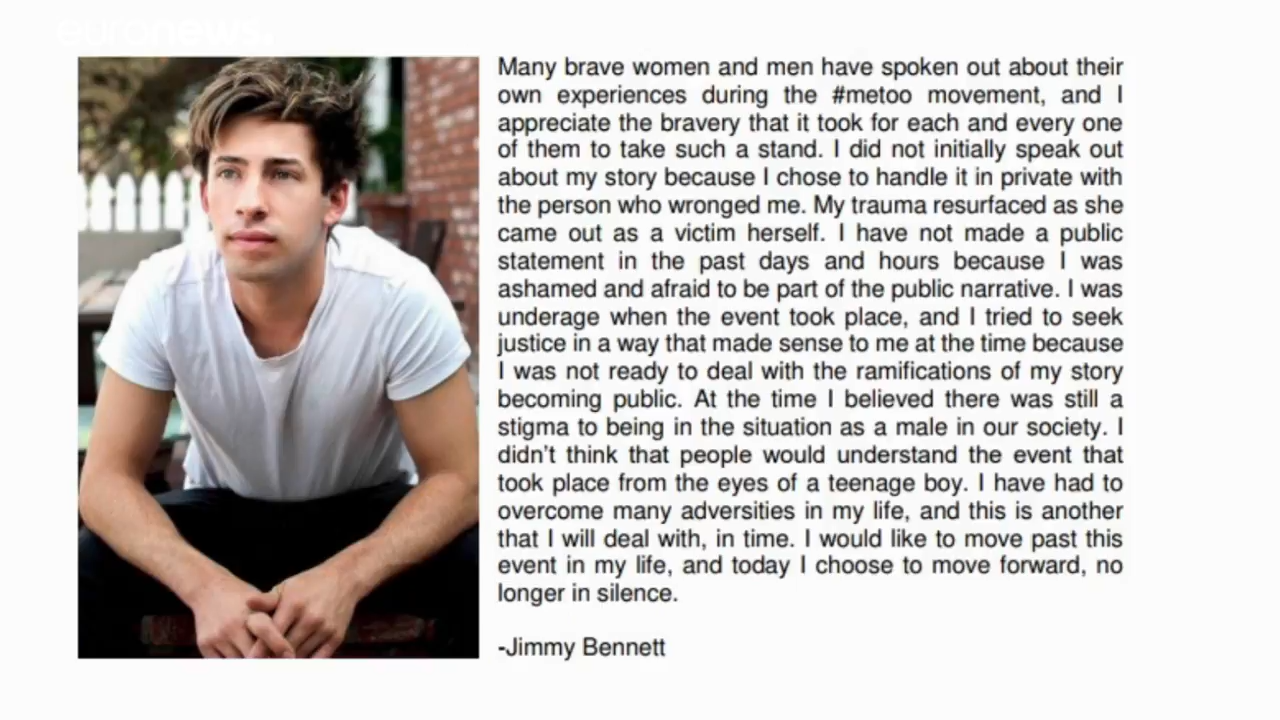 euronews.
Many brave women and men have spoken out about their
own experiences during the #metoo movement, and I
appreciate the bravery that it took for each and every one
of them to take such a stand. I did not initially speak out
about my story because I chose to handle it in private with
the person who wronged me. My trauma resurfaced as she
came out as a victim herself. I have not made a public
statement in the past days and hours because I was
ashamed and afraid to be part of the public narrative. I was
underage when the event took place, and I tried to seek
justice in a way that made sense to me at the time because
I was not ready to deal with the ramifications of my story
becoming public. At the time I believed there was still a
stigma to being in the situation as a male in our society. I
didn't think that people would understand the event that
took place from the eyes of a teenage boy. I have had to
overcome many adversities in my life, and this is another
that I will deal with, in time. I would like to move past this
event in my life, and today I choose to move forward, no
longer in silence.
-Jimmy Bennett